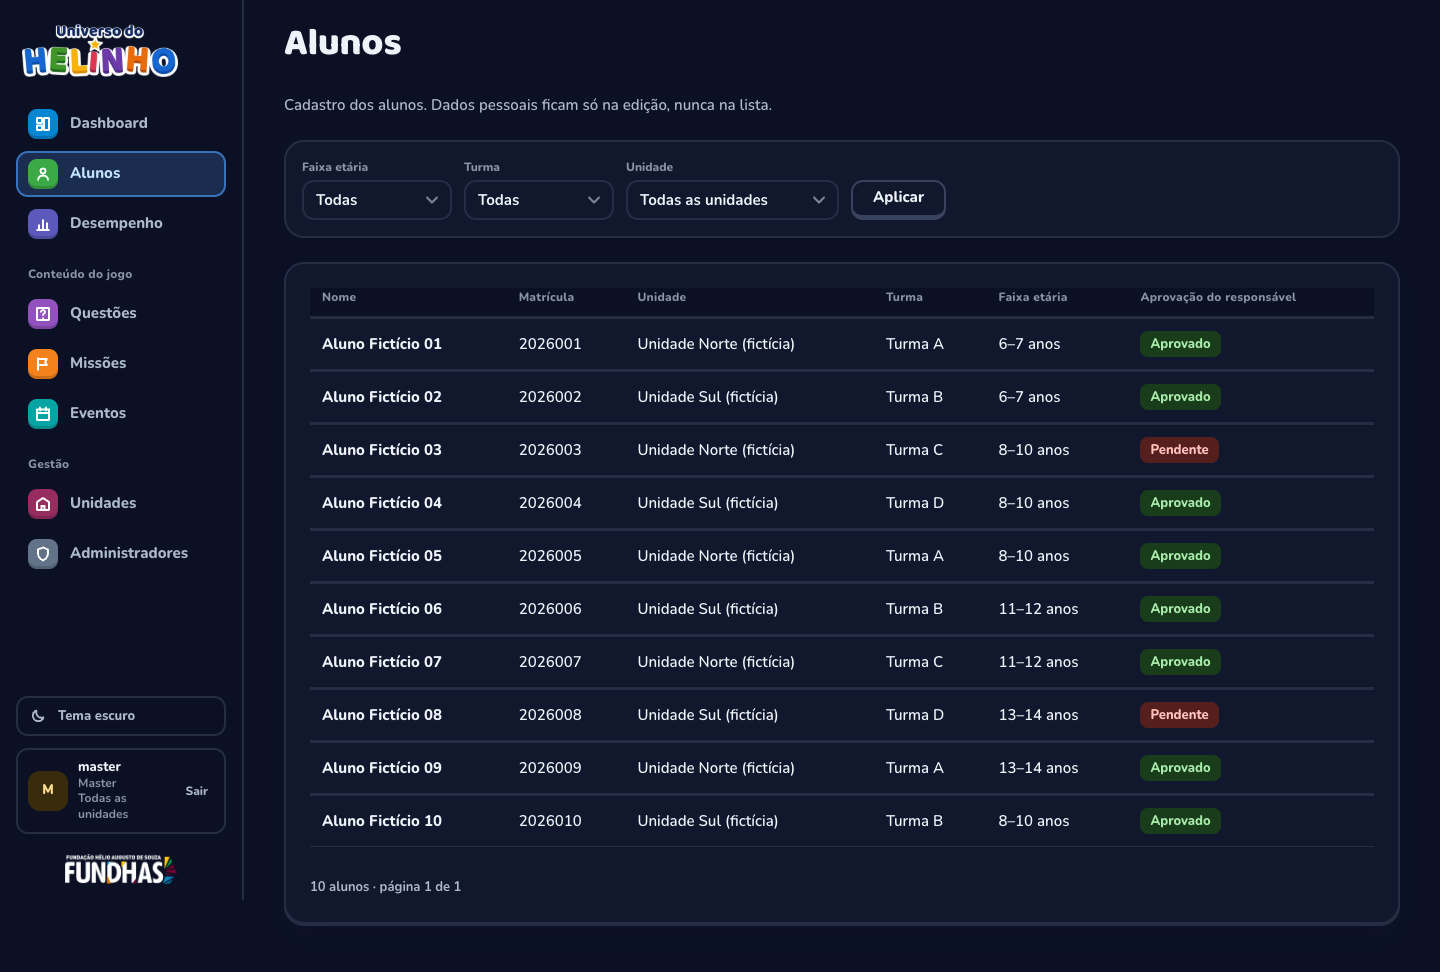 Universo do
HELINHO
Dashboard
Alunos
Desempenho
Conteúdo do jogo
Questões
Missões
Eventos
Gestão
Unidades
Administradores
Tema escuro
M
master
Master
Todas as
unidades
Sair
FUNDAÇÃO HÉLIO AUGUSTO DE SOUZA
FUNDHAS
Alunos
Cadastro dos alunos. Dados pessoais ficam só na edição, nunca na lista.
Faixa etária Turma Unidade
Todas Todas Todas as unidades Aplicar
Nome Matrícula Unidade Turma Faixa etária Aprovação do responsável
Aluno Fictício 01 2026001 Unidade Norte (fictícia) Turma A 6–7 anos Aprovado
Aluno Fictício 02 2026002 Unidade Sul (fictícia) Turma B 6–7 anos Aprovado
Aluno Fictício 03 2026003 Unidade Norte (fictícia) Turma C 8–10 anos Pendente
Aluno Fictício 04 2026004 Unidade Sul (fictícia) Turma D 8–10 anos Aprovado
Aluno Fictício 05 2026005 Unidade Norte (fictícia) Turma A 8–10 anos Aprovado
Aluno Fictício 06 2026006 Unidade Sul (fictícia) Turma B 11–12 anos Aprovado
Aluno Fictício 07 2026007 Unidade Norte (fictícia) Turma C 11–12 anos Aprovado
Aluno Fictício 08 2026008 Unidade Sul (fictícia) Turma D 13–14 anos Pendente
Aluno Fictício 09 2026009 Unidade Norte (fictícia) Turma A 13–14 anos Aprovado
Aluno Fictício 10 2026010 Unidade Sul (fictícia) Turma B 8–10 anos Aprovado
10 alunos · página 1 de 1